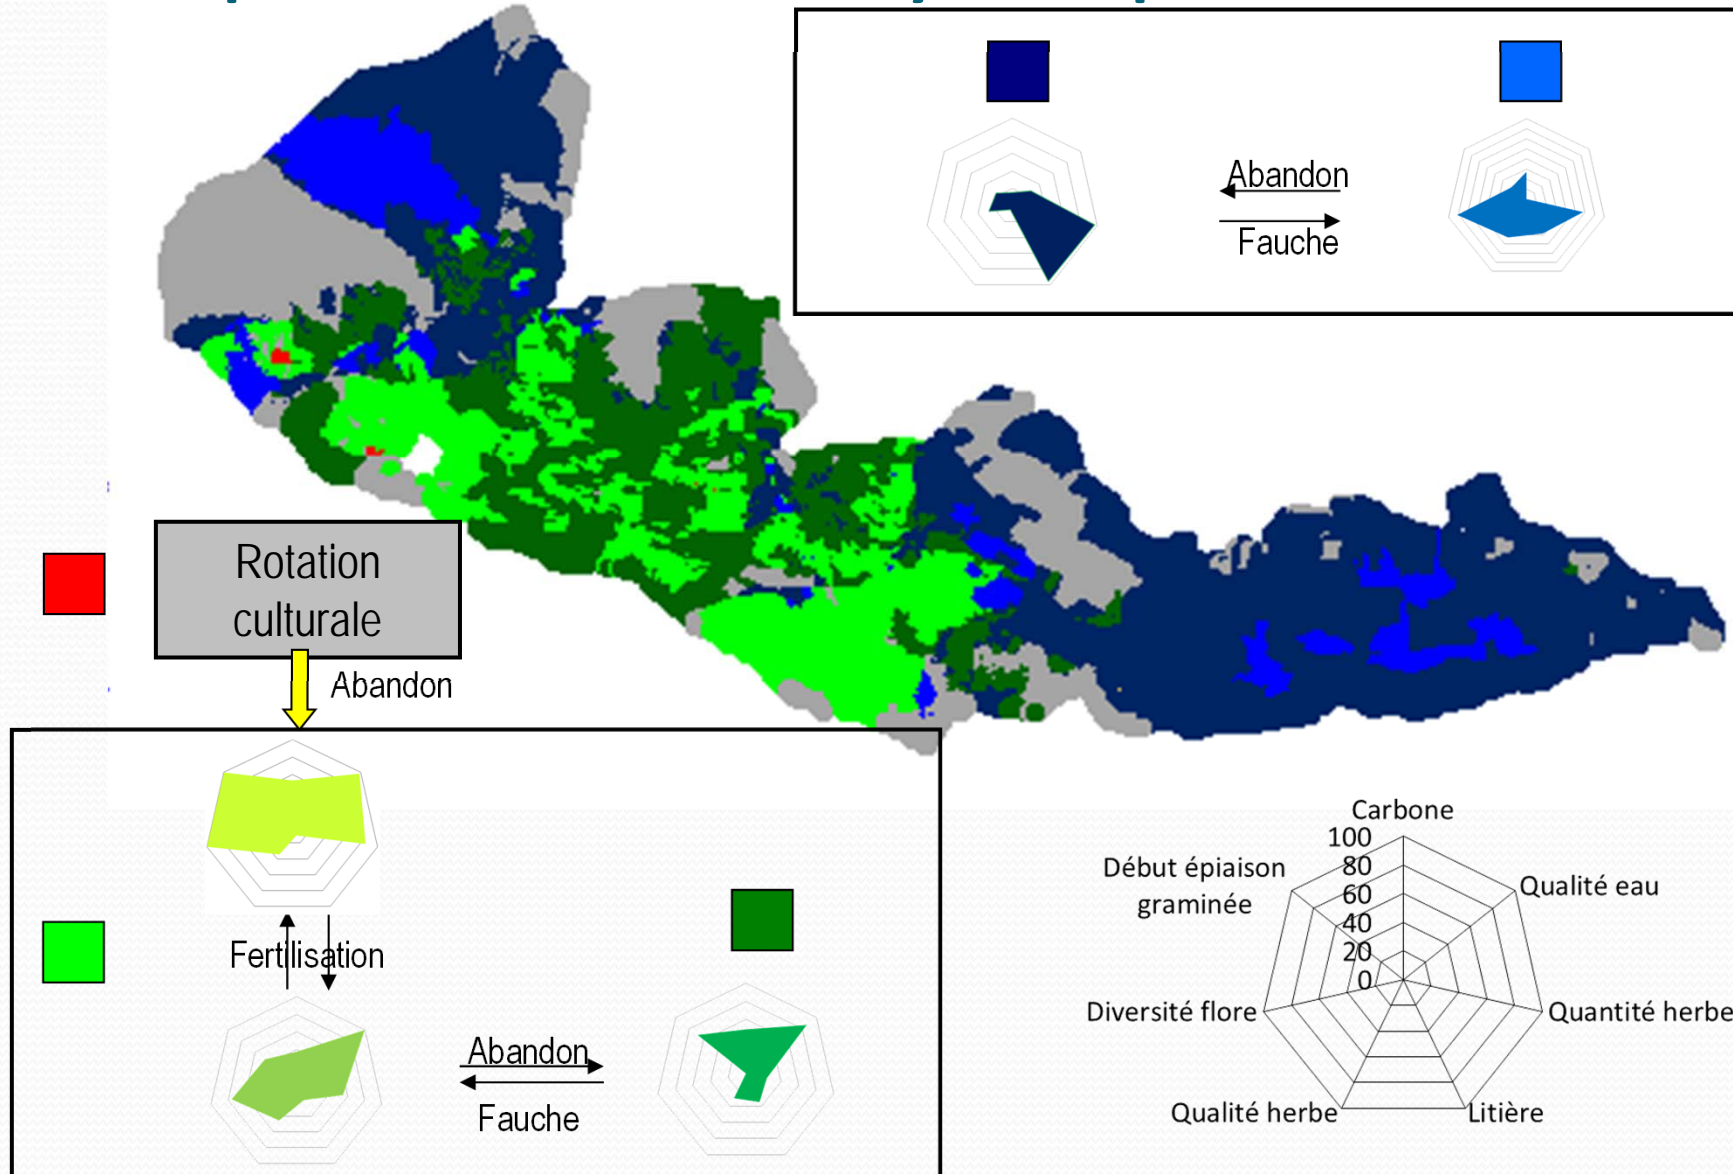 Abandon
Fauche
Rotation
culturale
Abandon
Fertilisation
Abandon
Fauche
Carbone
100
80
60
40
20
0
Début épiaison
graminée
Qualité eau
Diversité flore
Quantité herbe
Qualité herbe
Litière